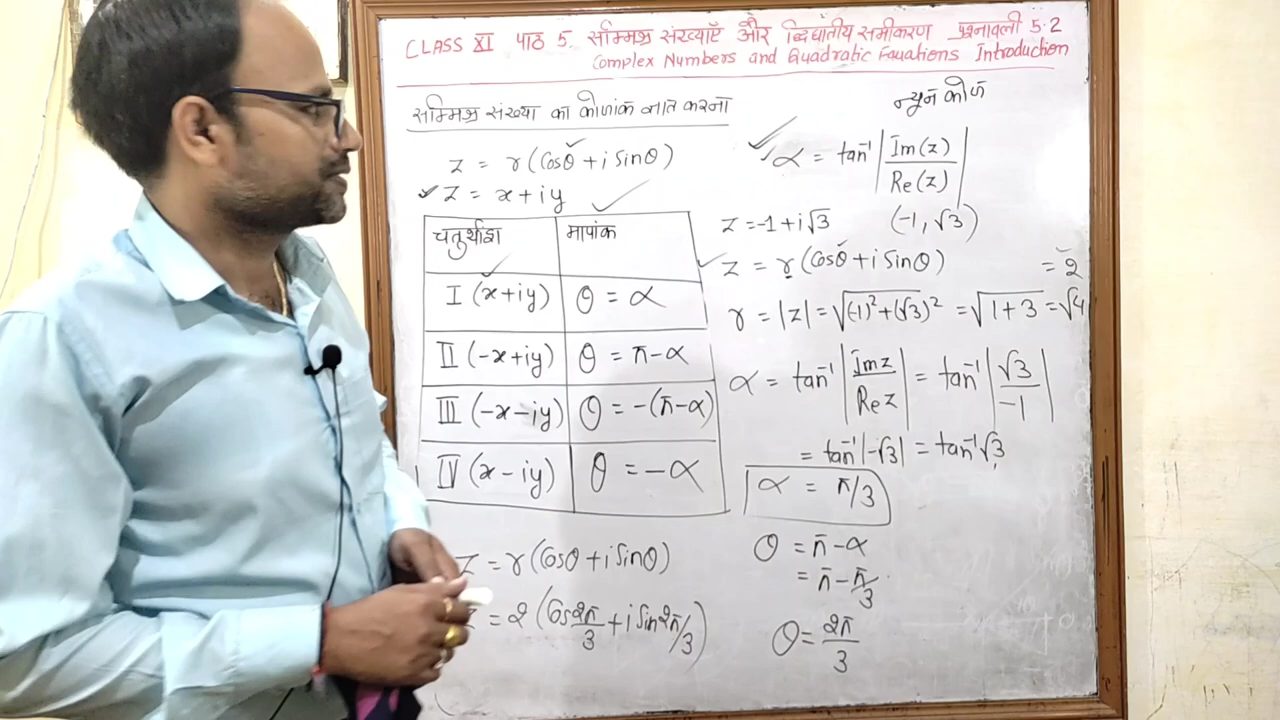 CLASS XI पाठ 5. सम्मिश्र संख्याएँ और द्विघातीय समीकरण प्रश्नावली 5.2
Complex Numbers and Quadratic Equations Introduction
सम्मिश्र संख्या का कोणांक ज्ञात करना
z = r(Cosθ + i Sinθ)
✓ z = x + iy
चतुर्थांश मापांक
I (x+iy) θ = α
II (-x+iy) θ = π-α
III (-x-iy) θ = -(π-α)
IV (x-iy) θ = -α
z = r(Cosθ + i Sinθ)
z = 2 (Cos 2π/3 + i Sin 2π/3)
न्यून कोण
α = tan⁻¹ |Im(z)/Re(z)|
z = -1 + i√3 (-1, √3)
z = r(Cosθ + i Sinθ) = 2
r = |z| = √(-1)² + (√3)² = √1+3 = √4
α = tan⁻¹ |Im z/Re z| = tan⁻¹ |√3/-1|
= tan⁻¹ |-√3| = tan⁻¹ √3
α = π/3
θ = π-α
= π - π/3
θ = 2π/3